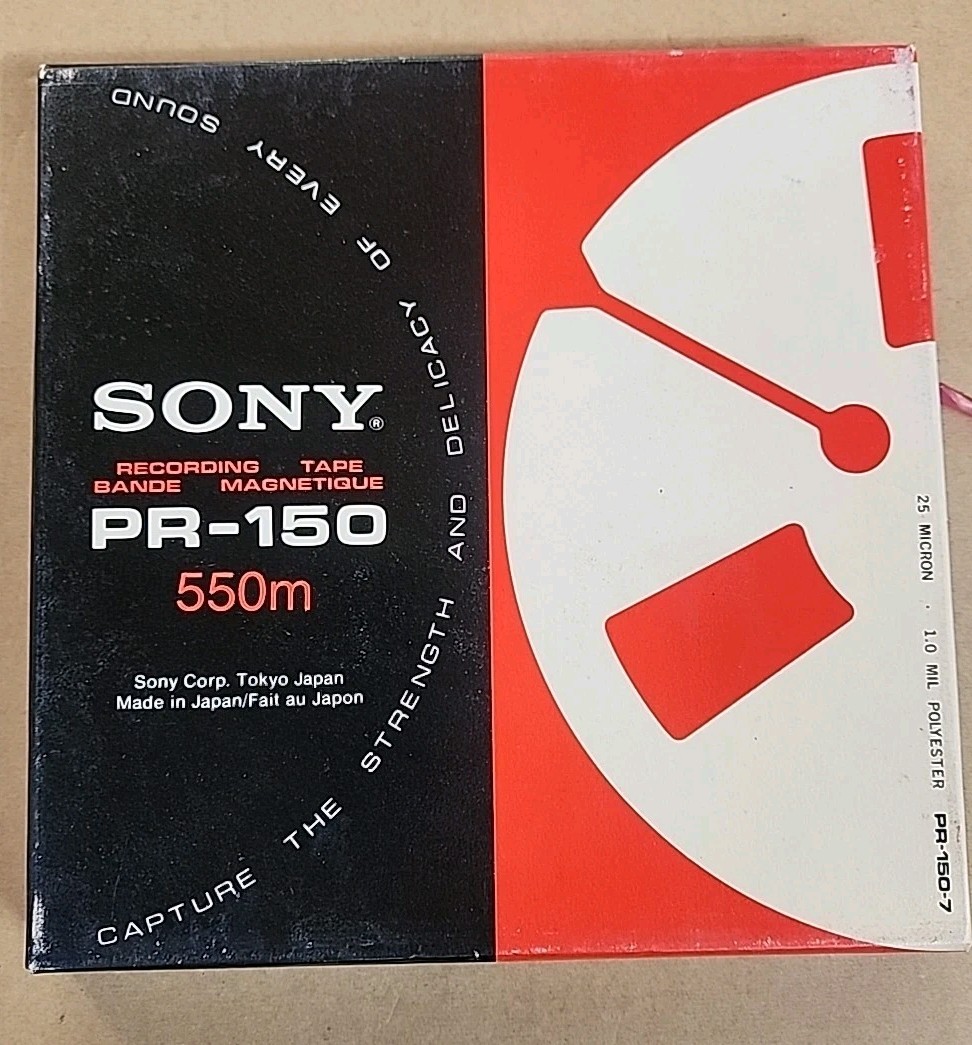 CAPTURE THE STRENGTH AND DELICACY OF EVERY SOUND
SONY®
RECORDING TAPE
BANDE MAGNETIQUE
PR-150
550m
Sony Corp. Tokyo Japan
Made in Japan/Fait au Japon
25 MICRON · 1.0 MIL POLYESTER PR-150-7